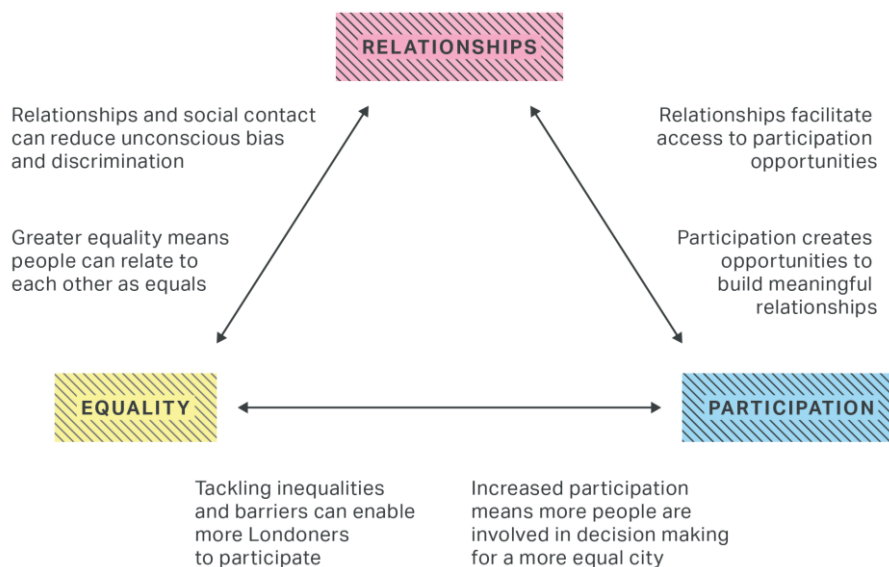 RELATIONSHIPS
Relationships and social contact
can reduce unconscious bias
and discrimination
Relationships facilitate
access to participation
opportunities
Greater equality means
people can relate to
each other as equals
Participation creates
opportunities to
build meaningful
relationships
EQUALITY
PARTICIPATION
Tackling inequalities
and barriers can enable
more Londoners
to participate
Increased participation
means more people are
involved in decision making
for a more equal city